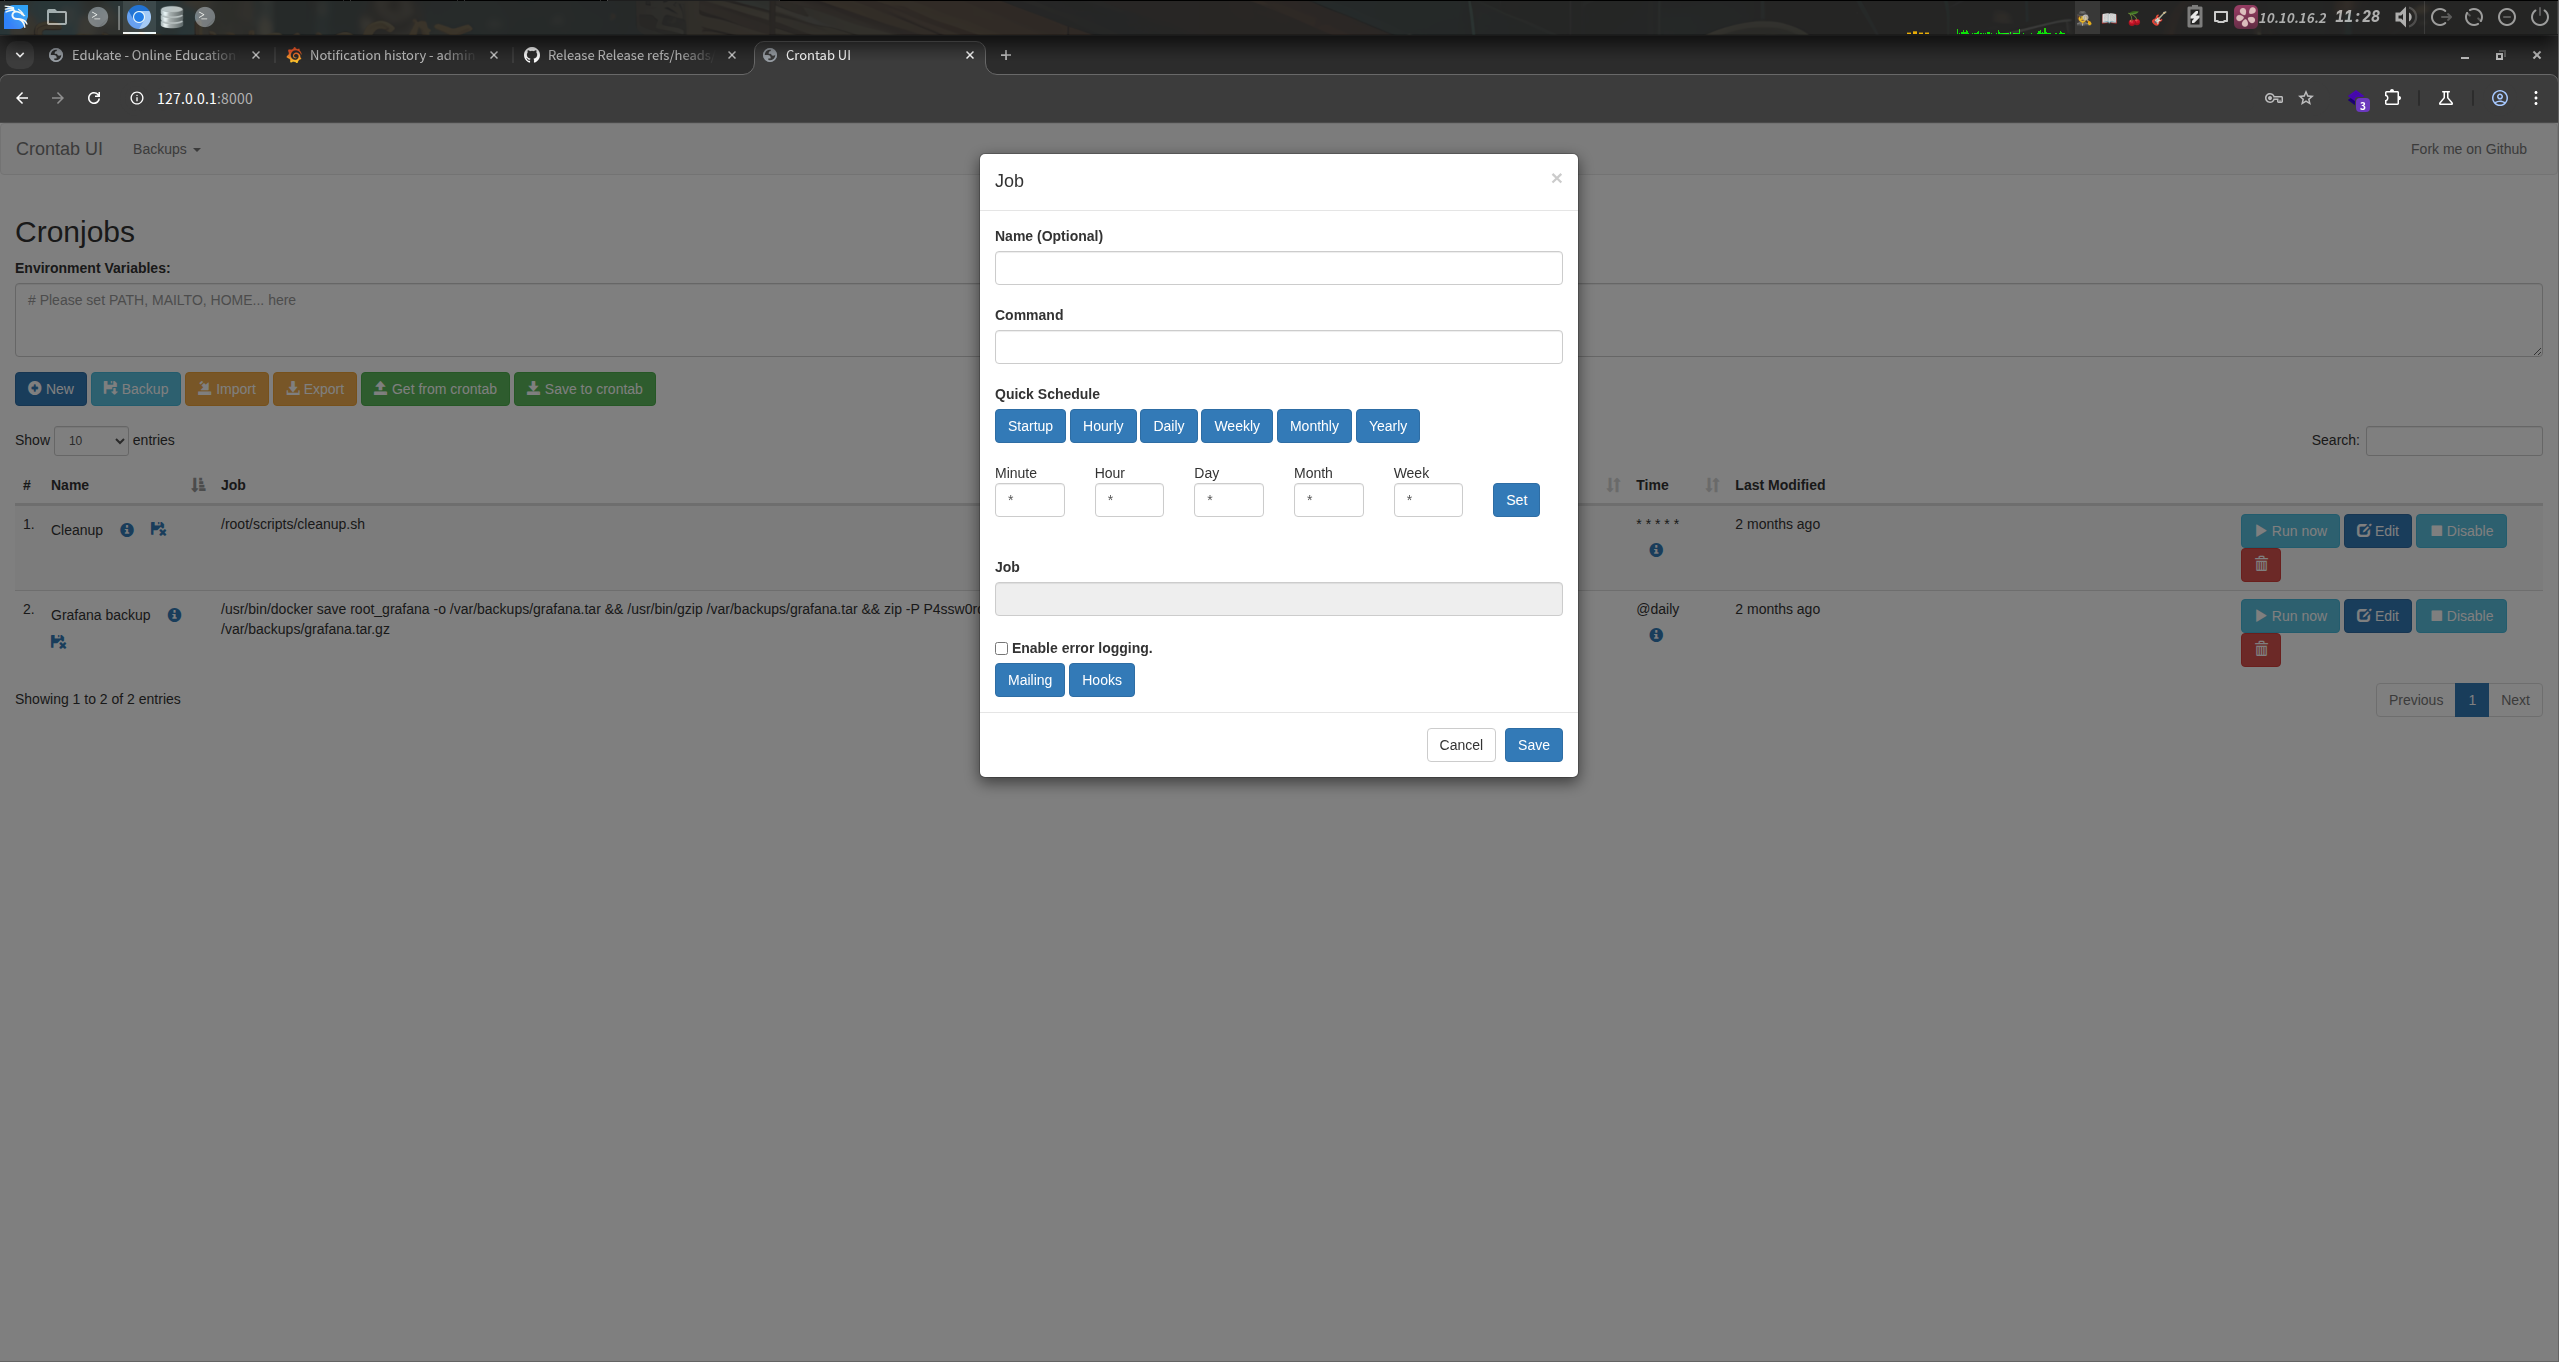 10.10.16.2 11:28
Edukate - Online Education
Notification history - admin
Release Release refs/heads
Crontab UI
127.0.0.1:8000
3
Crontab UI
Backups
Fork me on Github
Cronjobs
Environment Variables:
# Please set PATH, MAILTO, HOME... here
New
Backup
Import
Export
Get from crontab
Save to crontab
Show 10 entries
Search:
# Name Job Time Last Modified
1. Cleanup /root/scripts/cleanup.sh * * * * * 2 months ago
Run now Edit Disable
2. Grafana backup /usr/bin/docker save root_grafana -o /var/backups/grafana.tar && /usr/bin/gzip /var/backups/grafana.tar && zip -P
/var/backups/grafana.tar.gz
@daily 2 months ago
Run now Edit Disable
Showing 1 to 2 of 2 entries
Previous 1 Next
Job
×
Name (Optional)
Command
Quick Schedule
Startup Hourly Daily Weekly Monthly Yearly
Minute Hour Day Month Week
* * * * * Set
Job
Enable error logging.
Mailing Hooks
Cancel Save